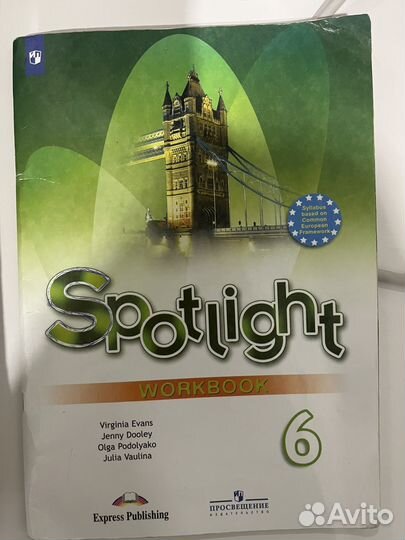 Syllabus
based on
Common
European
Framework
Spotlight
WORKBOOK
Virginia Evans
Jenny Dooley
Olga Podolyako
Julia Vaulina
6
Express Publishing
ПРОСВЕЩЕНИЕ
ИЗДАТЕЛЬСТВО
Avito